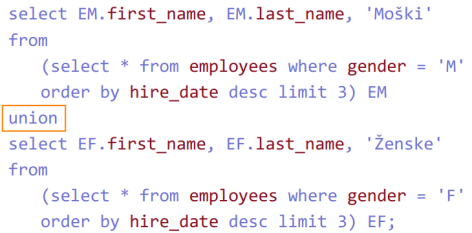 select EM.first_name, EM.last_name, 'Moški'
from
(select * from employees where gender = 'M'
order by hire_date desc limit 3) EM
union
select EF.first_name, EF.last_name, 'Ženske'
from
(select * from employees where gender = 'F'
order by hire_date desc limit 3) EF;